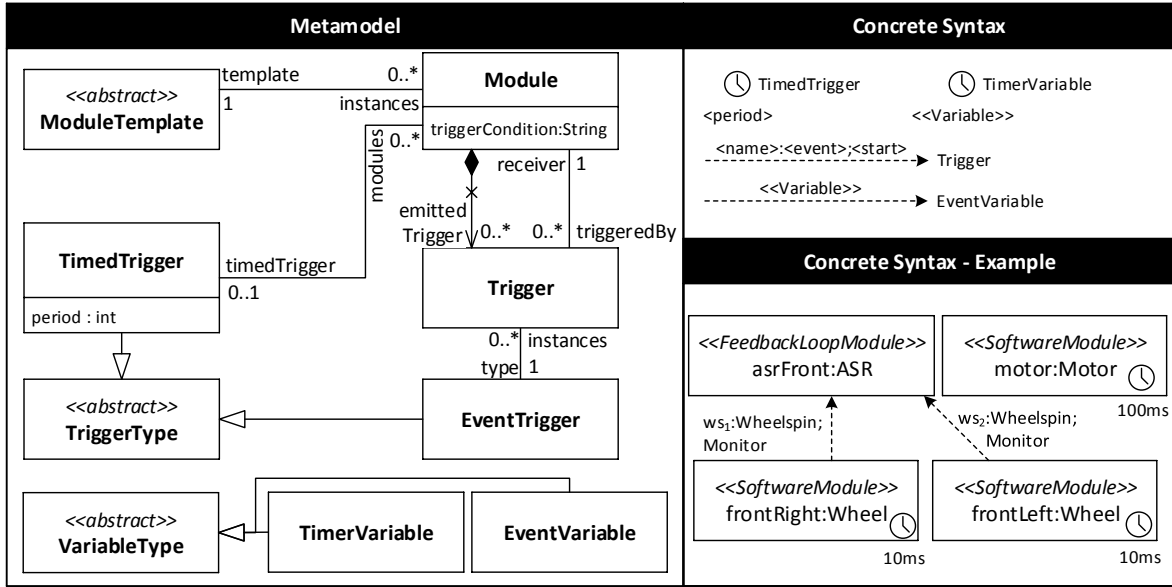 Metamodel
<<abstract>>
ModuleTemplate
template
1
0..*
instances
Module
triggerCondition:String
0..*
modules
receiver
1
emitted
Trigger
0..*
0..*
triggeredBy
TimedTrigger
period : int
timedTrigger
0..1
Trigger
0..*
instances
type
1
<<abstract>>
TriggerType
EventTrigger
<<abstract>>
VariableType
TimerVariable
EventVariable
Concrete Syntax
TimedTrigger
TimerVariable
<period>
<<Variable>>
<name>:<event>;<start>
Trigger
<<Variable>>
EventVariable
Concrete Syntax - Example
<<FeedbackLoopModule>>
asrFront:ASR
<<SoftwareModule>>
motor:Motor
100ms
ws₁:Wheelspin;
Monitor
ws₂:Wheelspin;
Monitor
<<SoftwareModule>>
frontRight:Wheel
10ms
<<SoftwareModule>>
frontLeft:Wheel
10ms